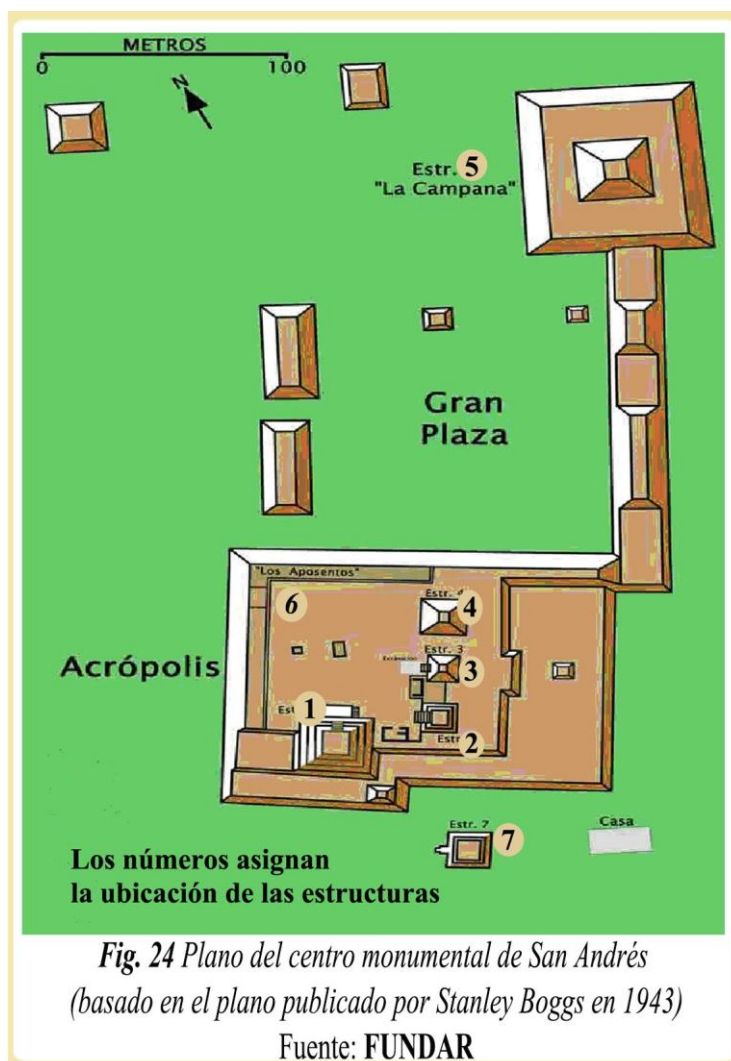 METROS
0 100
N
Estr. 5
"La Campana"
Gran
Plaza
"Los Aposentos"
6
Estr. 4
4
Acrópolis
Estr. 3
3
1
Estr.
2
Estr. 7
7
Casa
Los números asignan
la ubicación de las estructuras
Fig. 24 Plano del centro monumental de San Andrés
(basado en el plano publicado por Stanley Boggs en 1943)
Fuente: FUNDAR